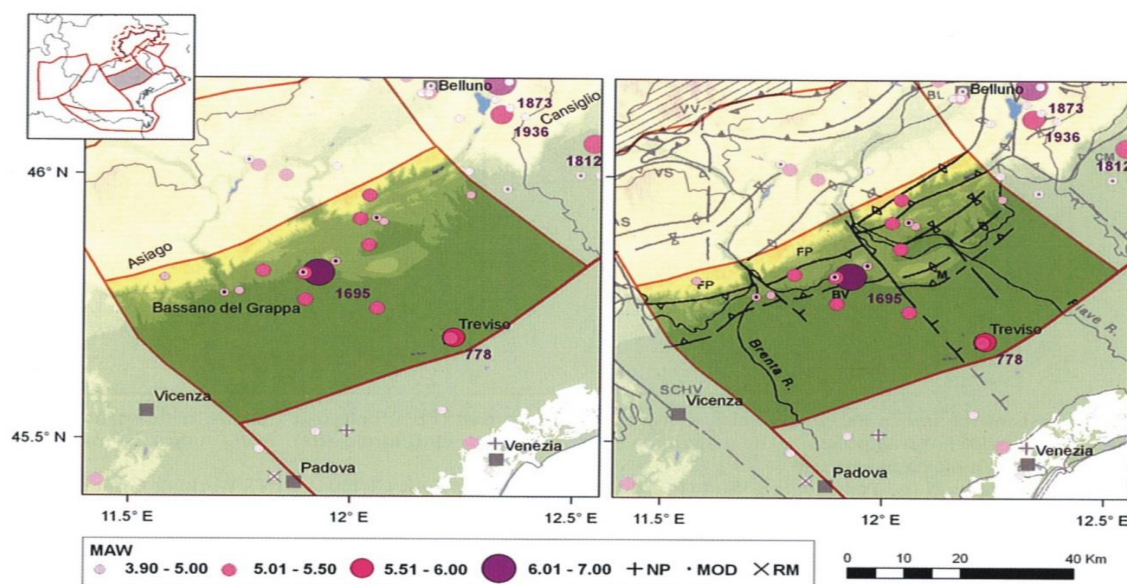 Belluno
1873
Cansiglio
1936
1812
46° N
Asiago
Bassano del Grappa
1695
Treviso
778
Vicenza
45.5° N
Venezia
Padova
11.5° E
12° E
12.5° E
Belluno
BL
VV
1873
1936
CM
1812
VS
AS
FP
FP
M
BV
1695
Treviso
778
Piave R.
Brenta R.
SCHV
Vicenza
Venezia
Padova
11.5° E
12° E
12.5° E
MAW
3.90 - 5.00
5.01 - 5.50
5.51 - 6.00
6.01 - 7.00
NP
MOD
RM
0 10 20 40 Km